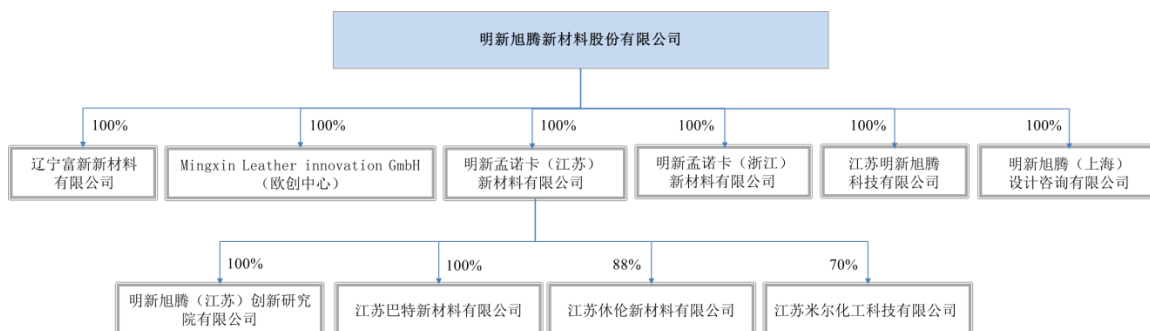 明新旭腾新材料股份有限公司
100%
100%
100%
100%
100%
100%
辽宁富新新材料
有限公司
Mingxin Leather innovation GmbH
（欧创中心）
明新孟诺卡（江苏）
新材料有限公司
明新孟诺卡（浙江）
新材料有限公司
江苏明新旭腾
科技有限公司
明新旭腾（上海）
设计咨询有限公司
100%
100%
88%
70%
明新旭腾（江苏）创新研究
院有限公司
江苏巴特新材料有限公司
江苏休伦新材料有限公司
江苏米尔化工科技有限公司